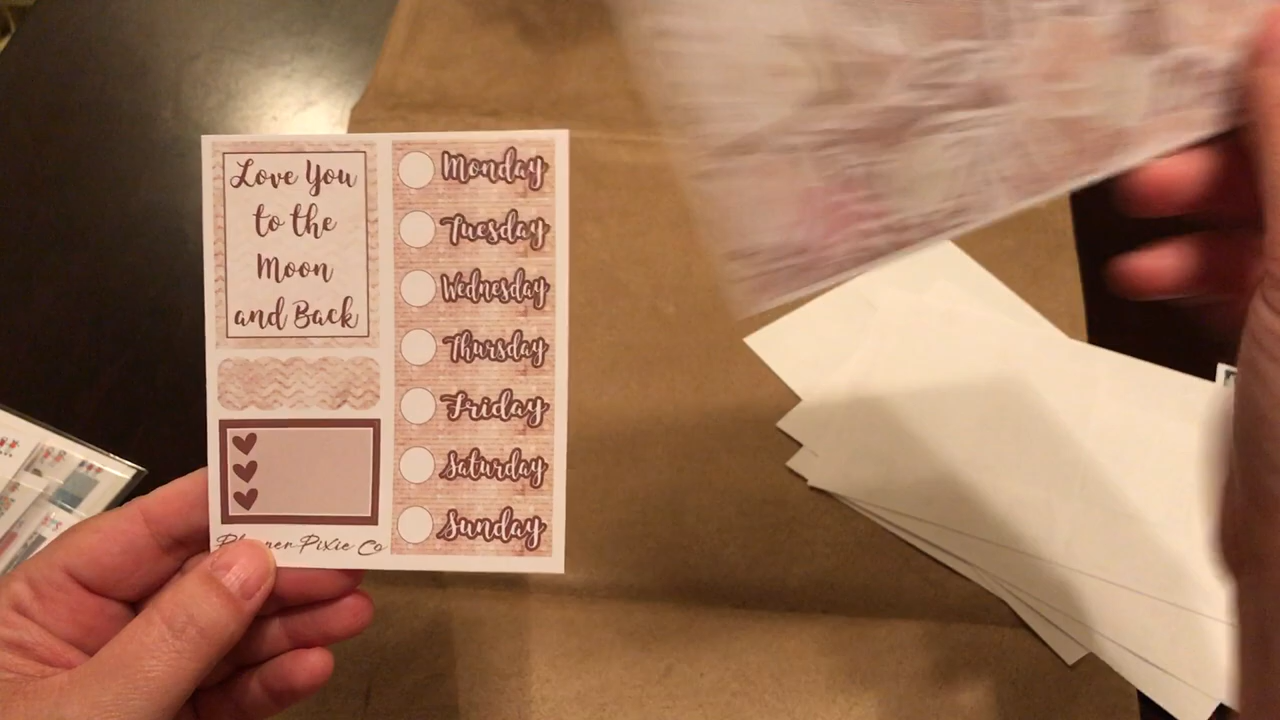 Love You
to the
Moon
and Back
Monday
Tuesday
Wednesday
Thursday
Friday
Saturday
Sunday
Planner Pixie Co